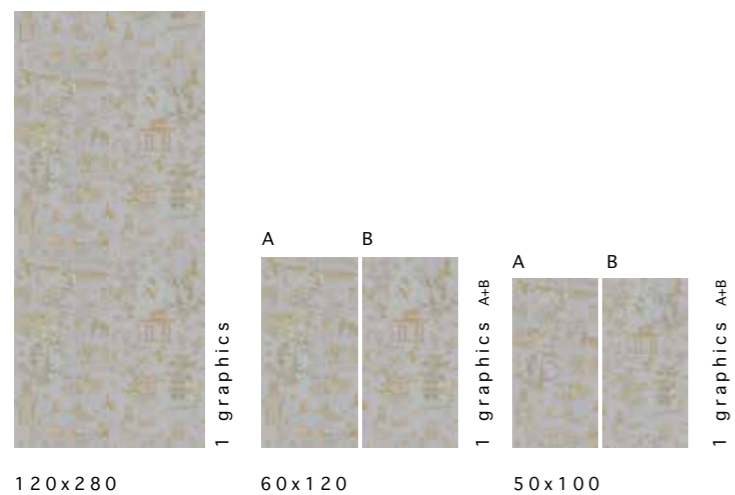 1 graphics
120x280
A
B
1 graphics A+B
60x120
A
B
1 graphics A+B
50x100